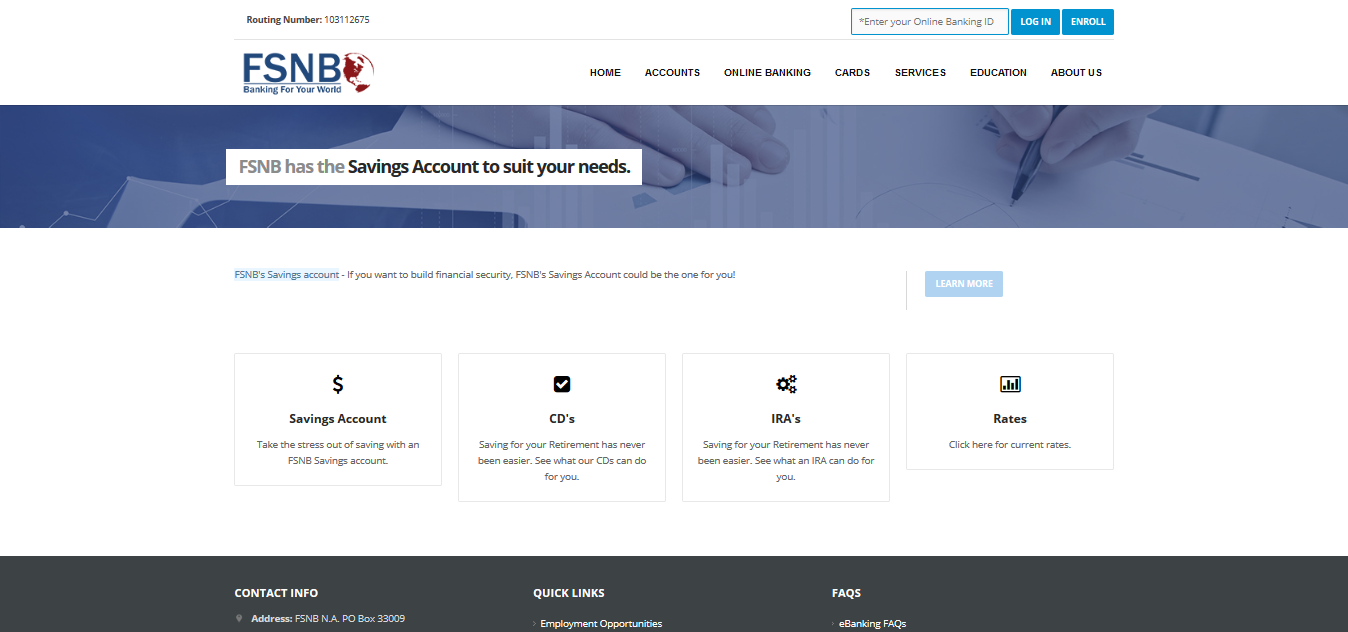 Routing Number: 103112675
*Enter your Online Banking ID
LOG IN
ENROLL
FSNB
Banking For Your World
HOME
ACCOUNTS
ONLINE BANKING
CARDS
SERVICES
EDUCATION
ABOUT US
FSNB has the Savings Account to suit your needs.
FSNB's Savings account - If you want to build financial security, FSNB's Savings Account could be the one for you!
LEARN MORE
Savings Account
Take the stress out of saving with an
FSNB Savings account.
CD's
Saving for your Retirement has never
been easier. See what our CDs can do
for you.
IRA's
Saving for your Retirement has never
been easier. See what an IRA can do for
you.
Rates
Click here for current rates.
CONTACT INFO
Address: FSNB N.A. PO Box 33009
QUICK LINKS
Employment Opportunities
FAQS
eBanking FAQs